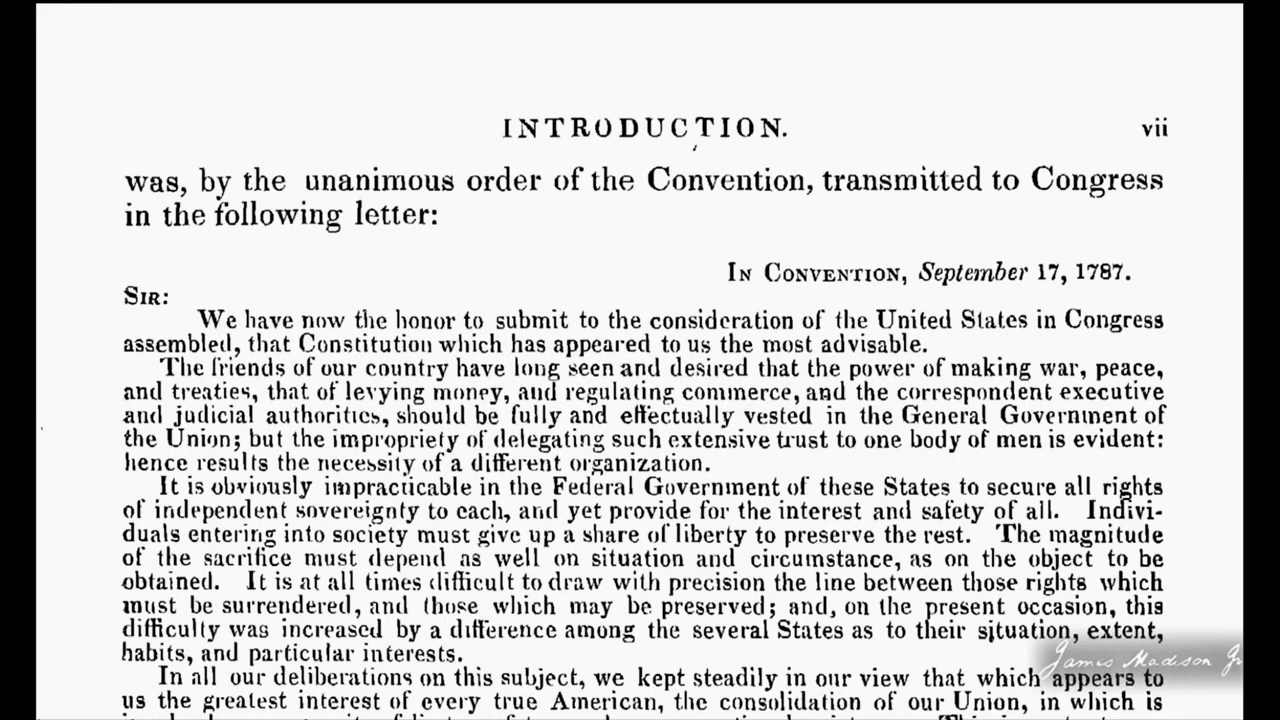 INTRODUCTION. vii
was, by the unanimous order of the Convention, transmitted to Congress
in the following letter:
In Convention, September 17, 1787.
Sir:
We have now the honor to submit to the consideration of the United States in Congress
assembled, that Constitution which has appeared to us the most advisable.
The friends of our country have long seen and desired that the power of making war, peace,
and treaties, that of levying money, and regulating commerce, and the correspondent executive
and judicial authorities, should be fully and effectually vested in the General Government of
the Union; but the impropriety of delegating such extensive trust to one body of men is evident:
hence results the necessity of a different organization.
It is obviously impracticable in the Federal Government of these States to secure all rights
of independent sovereignty to each, and yet provide for the interest and safety of all. Indivi-
duals entering into society must give up a share of liberty to preserve the rest. The magnitude
of the sacrifice must depend as well on situation and circumstance, as on the object to be
obtained. It is at all times difficult to draw with precision the line between those rights which
must be surrendered, and those which may be preserved; and, on the present occasion, this
difficulty was increased by a difference among the several States as to their situation, extent,
habits, and particular interests.
James Madison Jr
In all our deliberations on this subject, we kept steadily in our view that which appears to
us the greatest interest of every true American, the consolidation of our Union, in which is